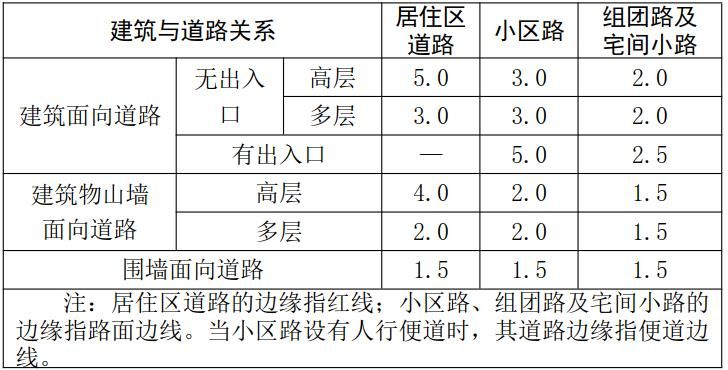 建筑与道路关系 居住区道路 小区路 组团路及宅间小路
建筑面向道路 无出入口 高层 5.0 3.0 2.0
多层 3.0 3.0 2.0
有出入口 — 5.0 2.5
建筑物山墙面向道路 高层 4.0 2.0 1.5
多层 2.0 2.0 1.5
围墙面向道路 1.5 1.5 1.5
注：居住区道路的边缘指红线；小区路、组团路及宅间小路的
边缘指路面边线。当小区路设有人行便道时，其道路边缘指便道边
线。